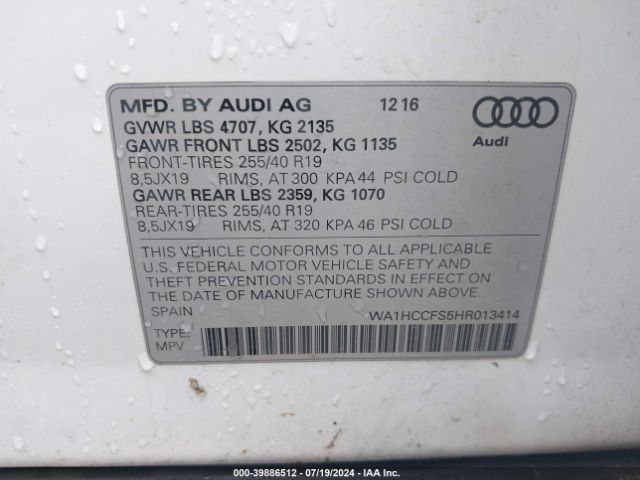 MFD. BY AUDI AG 12 16
GVWR LBS 4707, KG 2135
GAWR FRONT LBS 2502, KG 1135
Audi
FRONT-TIRES 255/40 R19
8,5JX19 RIMS, AT 300 KPA 44 PSI COLD
GAWR REAR LBS 2359, KG 1070
REAR-TIRES 255/40 R19
8,5JX19 RIMS, AT 320 KPA 46 PSI COLD
THIS VEHICLE CONFORMS TO ALL APPLICABLE
U.S. FEDERAL MOTOR VEHICLE SAFETY AND
THEFT PREVENTION STANDARDS IN EFFECT ON
THE DATE OF MANUFACTURE SHOWN ABOVE.
SPAIN WA1HCCFS5HR013414
TYPE:
MPV
000-39886512 - 07/19/2024 - IAA Inc.